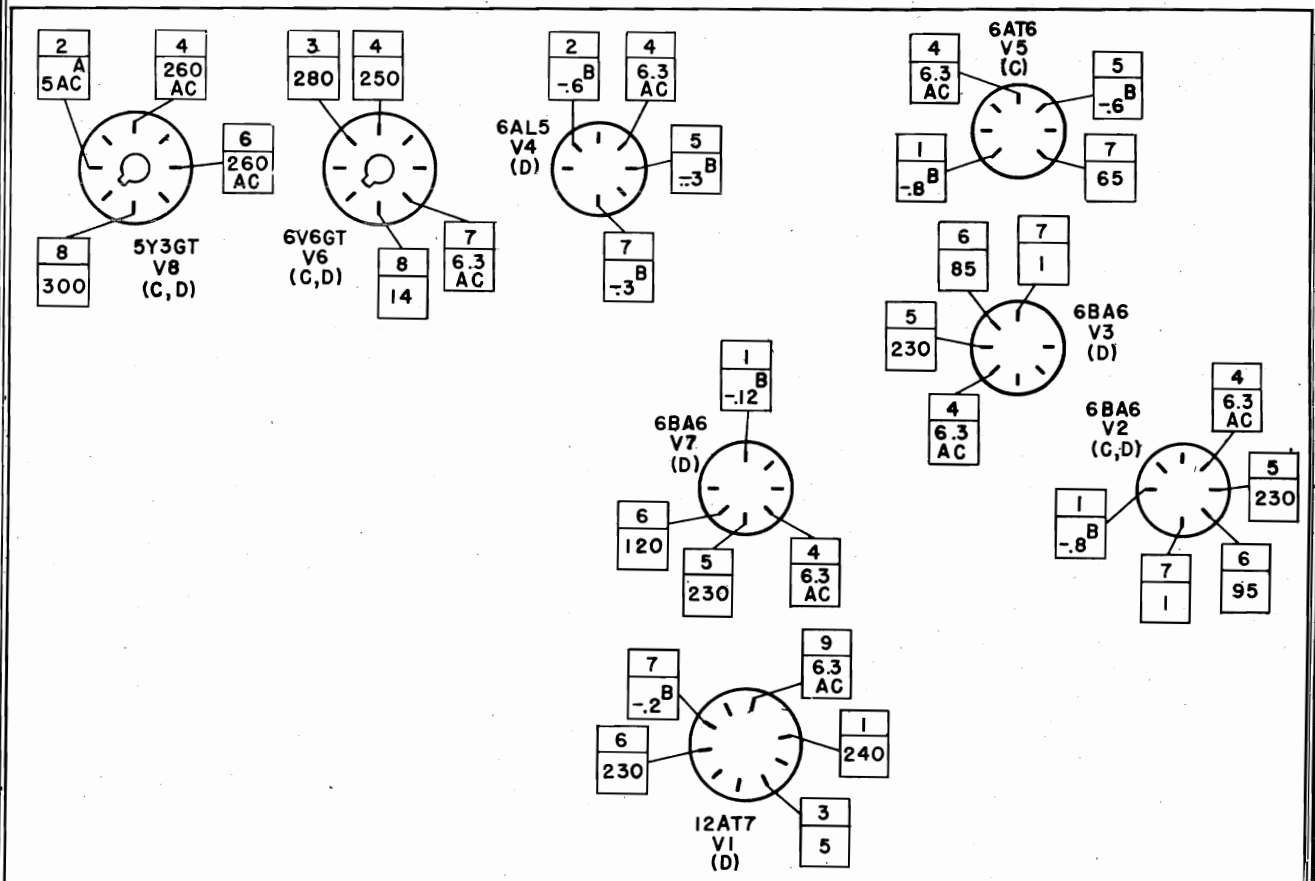 2
A
5AC
4
260
AC
6
260
AC
8
300
5Y3GT
V8
(C,D)
3
280
4
250
6V6GT
V6
(C,D)
8
14
7
6.3
AC
2
-.6 B
4
6.3
AC
6AL5
V4
(D)
5
-.3 B
7
-.3 B
6AT6
V5
(C)
4
6.3
AC
5
-.6 B
1
-.8 B
7
65
6
85
7
1
5
230
6BA6
V3
(D)
4
6.3
AC
1
-.12 B
6BA6
V7
(D)
6
120
5
230
4
6.3
AC
6BA6
V2
(C,D)
4
6.3
AC
5
230
1
-.8 B
7
1
6
95
7
-.2 B
9
6.3
AC
6
230
1
240
12AT7
V1
(D)
3
5